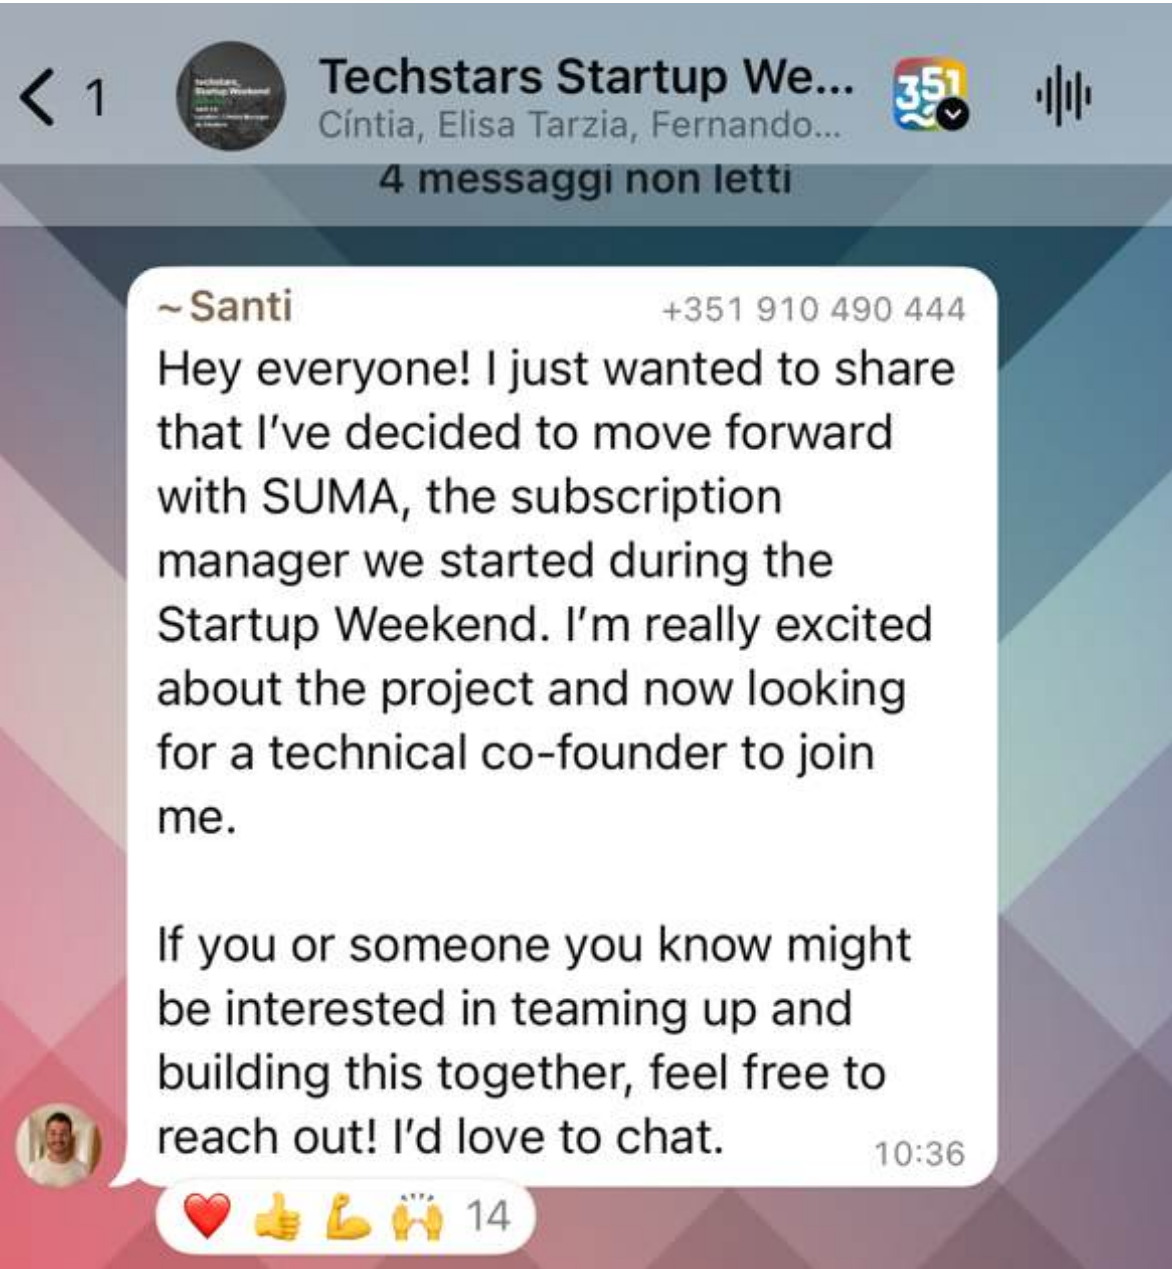 1
Techstars Startup We...
Cíntia, Elisa Tarzia, Fernando...
351
4 messaggi non letti
~Santi
+351 910 490 444
Hey everyone! I just wanted to share
that I've decided to move forward
with SUMA, the subscription
manager we started during the
Startup Weekend. I'm really excited
about the project and now looking
for a technical co-founder to join
me.
If you or someone you know might
be interested in teaming up and
building this together, feel free to
reach out! I'd love to chat.
10:36
14